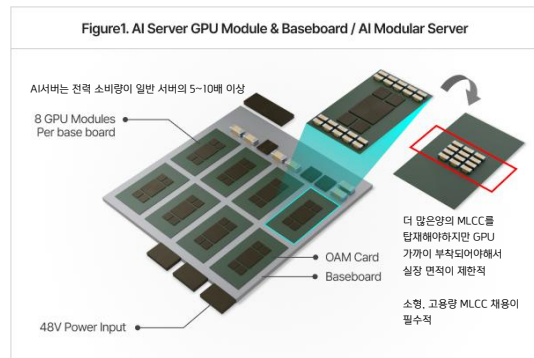 Figure1. AI Server GPU Module & Baseboard / AI Modular Server
AI서버는 전력 소비량이 일반 서버의 5~10배 이상
8 GPU Modules
Per base board
더 많은양의 MLCC를
탑재해야하지만 GPU
가까이 부착되어야해서
실장 면적이 제한적
소형, 고용량 MLCC 채용이
필수적
OAM Card
Baseboard
48V Power Input